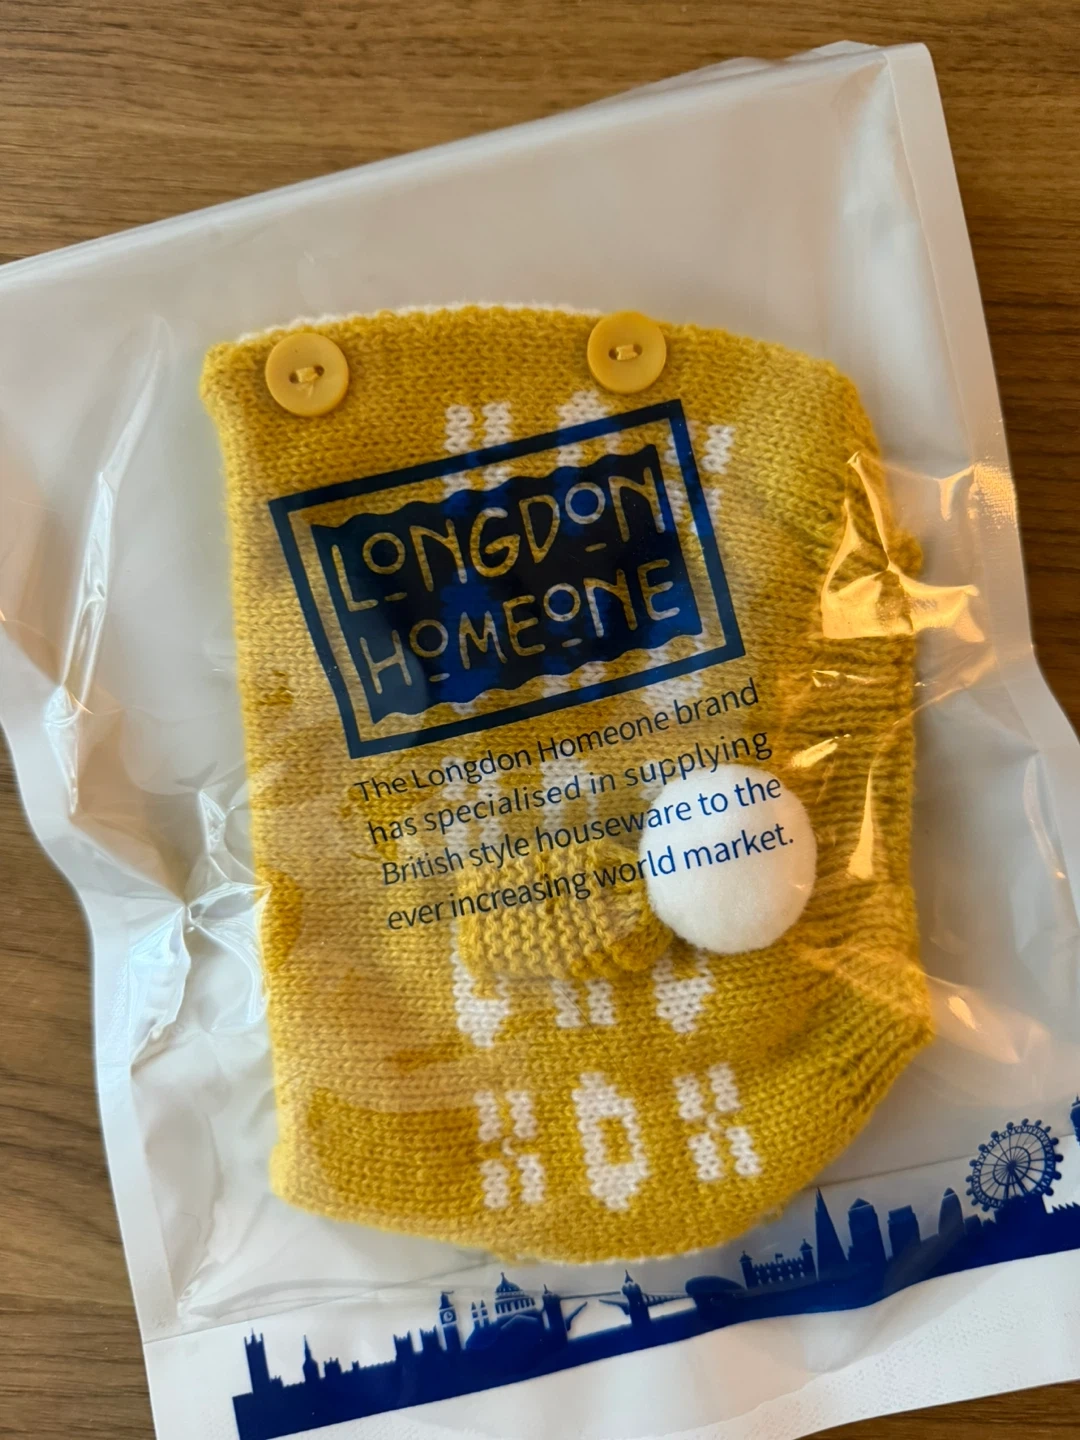 LONGDON
HOMEONE
The Longdon Homeone brand
has specialised in supplying
British style houseware to the
ever increasing world market.